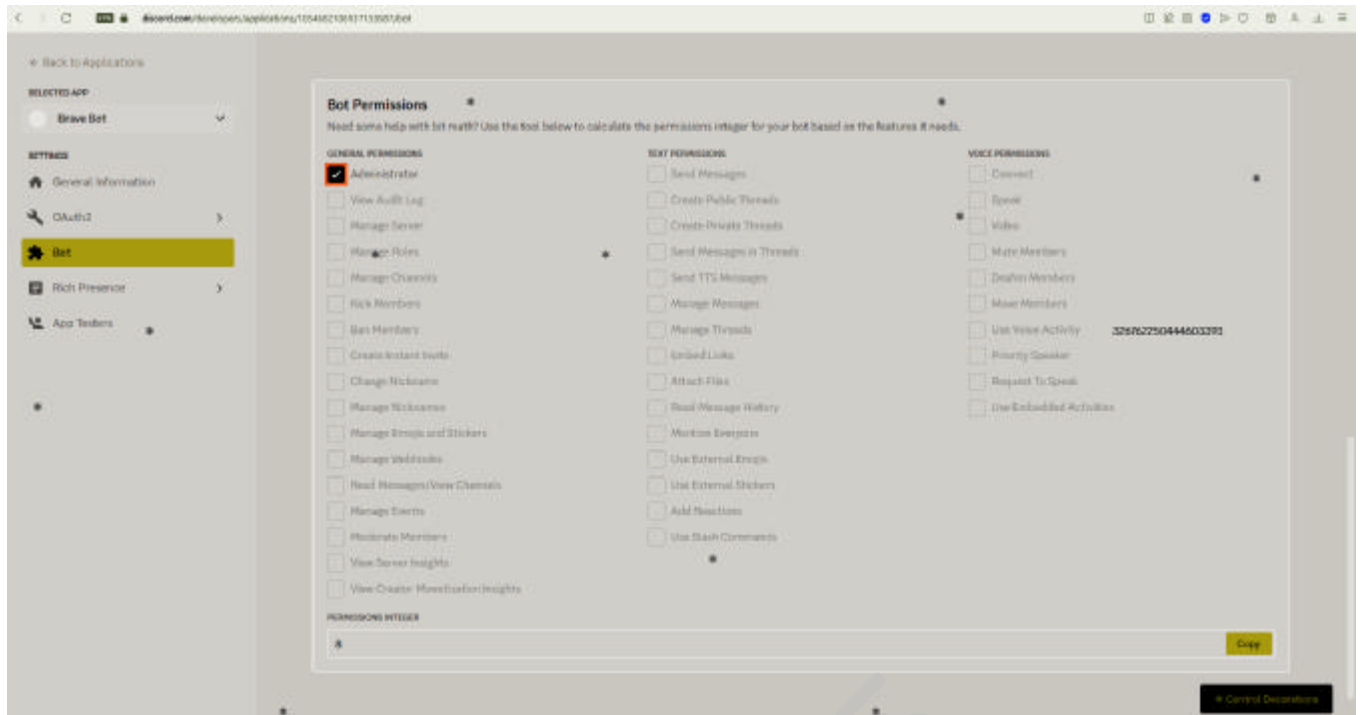 discord.com/developers/applications/
Back to Applications
SELECTED APP
Brave Bot
SETTINGS
General Information
OAuth2
Bot
Rich Presence
App Testers
Bot Permissions
Need some help with bit math? Use the tool below to calculate the permissions integer for your bot based on the features it needs.
GENERAL PERMISSIONS
Administrator
View Audit Log
Manage Server
Manage Roles
Manage Channels
Kick Members
Ban Members
Create Instant Invite
Change Nickname
Manage Nicknames
Manage Emojis and Stickers
Manage Webhooks
Read Messages/View Channels
Manage Events
Moderate Members
View Server Insights
View Creator Monetization Insights
TEXT PERMISSIONS
Send Messages
Create Public Threads
Create Private Threads
Send Messages in Threads
Send TTS Messages
Manage Messages
Manage Threads
Embed Links
Attach Files
Read Message History
Mention Everyone
Use External Emojis
Use External Stickers
Add Reactions
Use Slash Commands
VOICE PERMISSIONS
Connect
Speak
Video
Mute Members
Deafen Members
Move Members
Use Voice Activity
Priority Speaker
Request To Speak
Use Embedded Activities
PERMISSIONS INTEGER
8
Copy